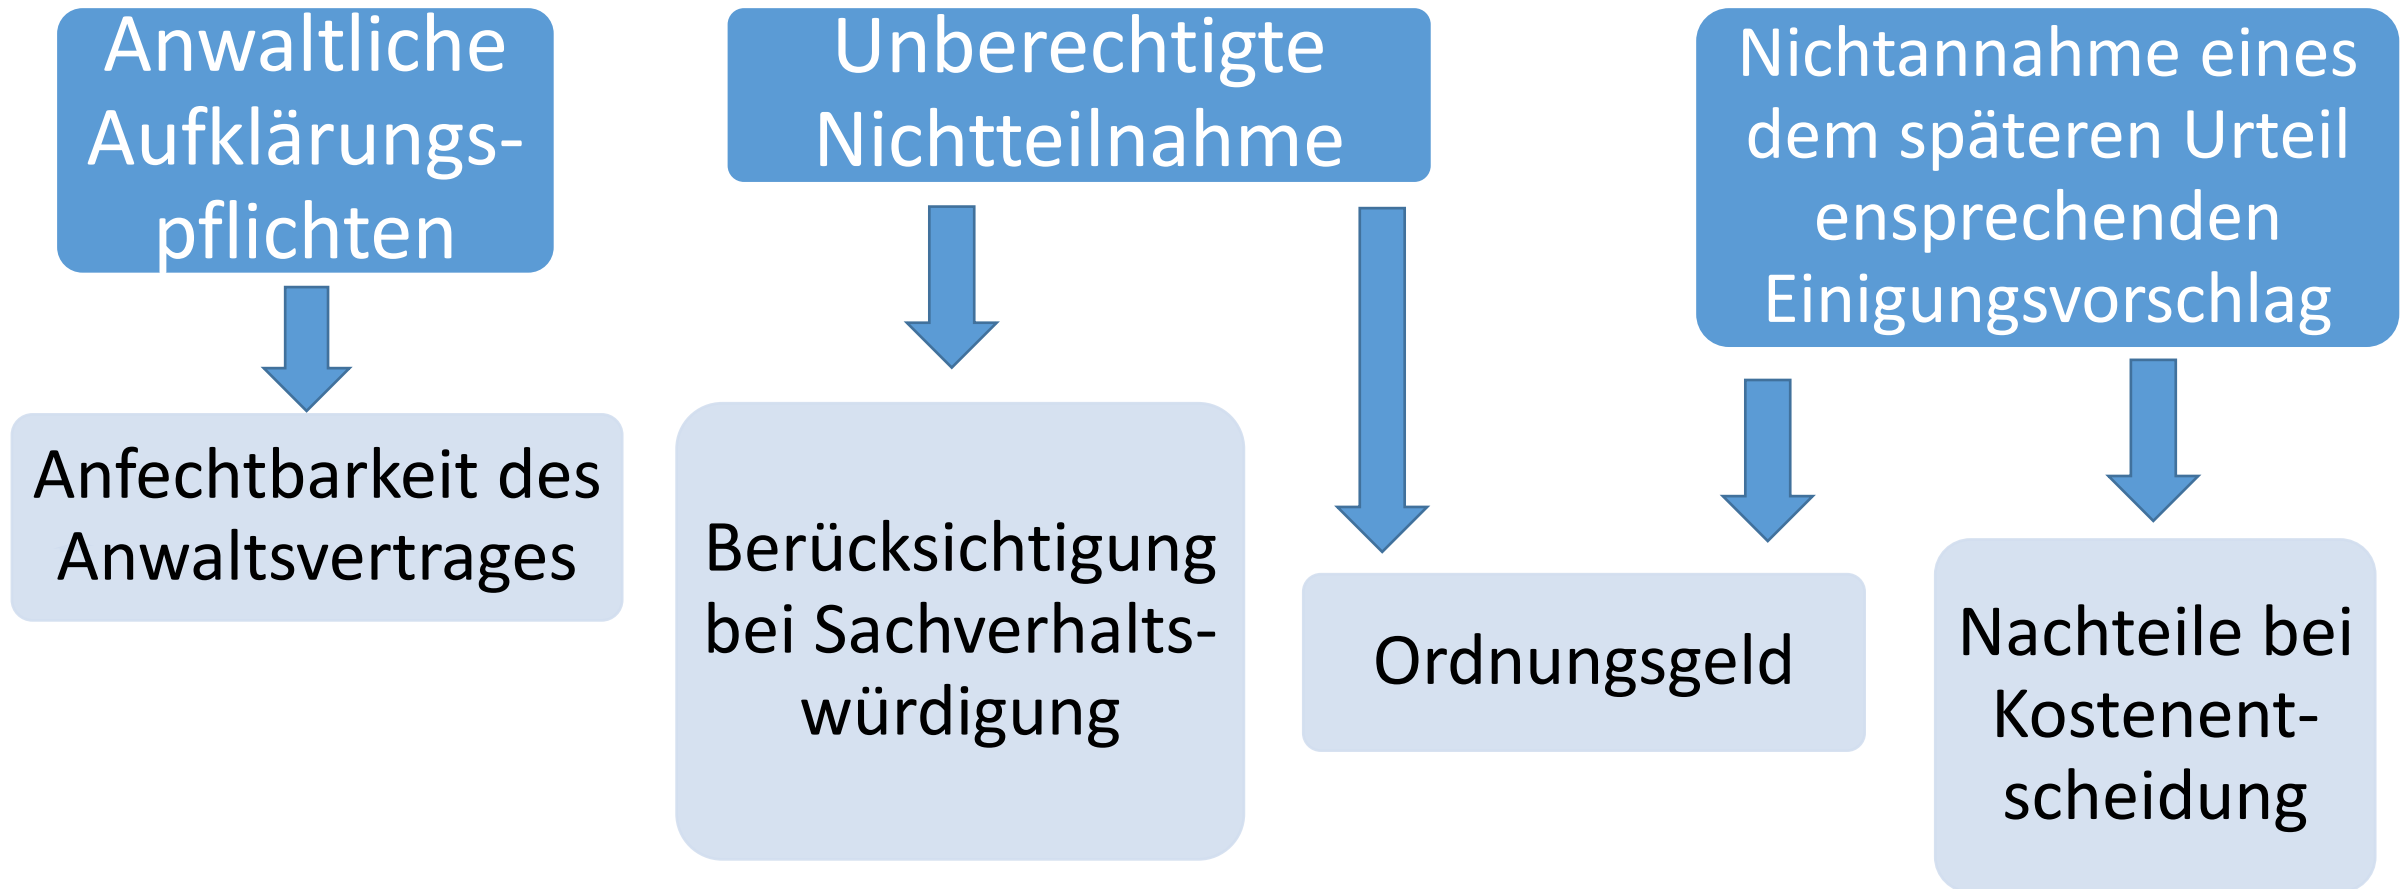 Anwaltliche
Aufklärungs-
pflichten
Unberechtigte
Nichtteilnahme
Nichtannahme eines
dem späteren Urteil
ensprechenden
Einigungsvorschlag
Anfechtbarkeit des
Anwaltsvertrages
Berücksichtigung
bei Sachverhalts-
würdigung
Ordnungsgeld
Nachteile bei
Kostenent-
scheidung